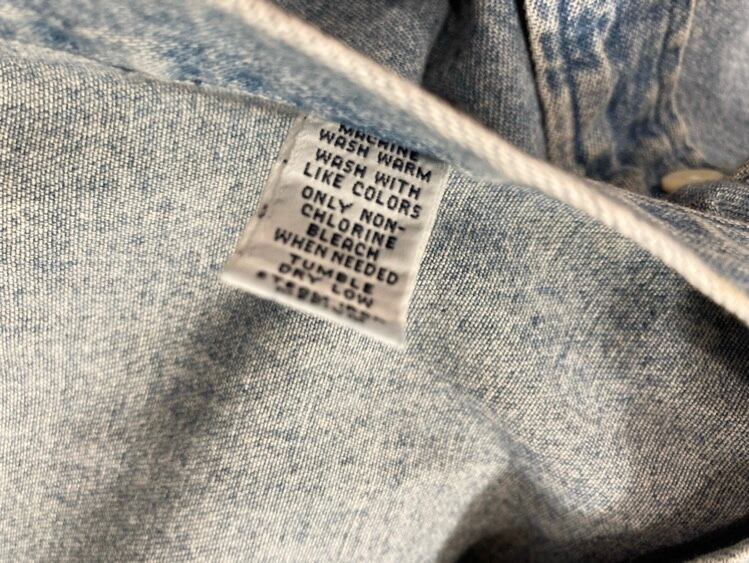 MACHINE
WASH WARM
WASH WITH
LIKE COLORS
ONLY NON-
CHLORINE
BLEACH
WHEN NEEDED
TUMBLE
DRY LOW